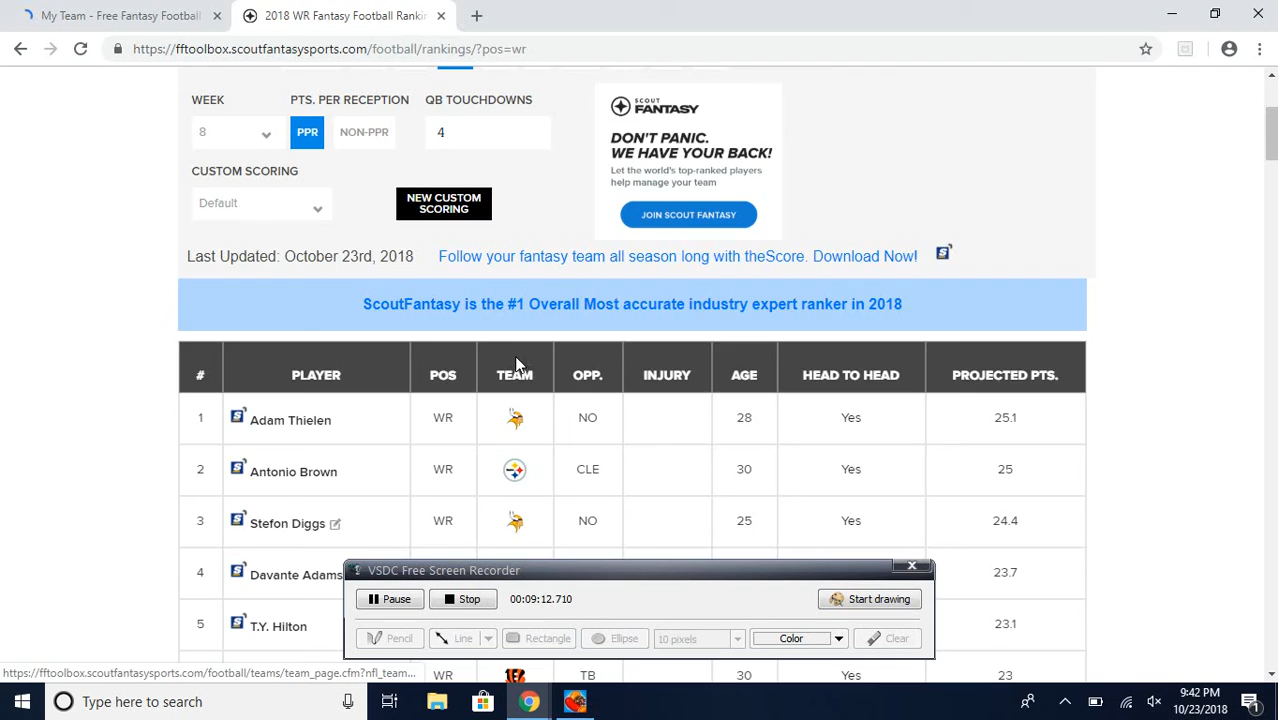 My Team - Free Fantasy Football
2018 WR Fantasy Football Rankin
https://fftoolbox.scoutfantasysports.com/football/rankings/?pos=wr
WEEK PTS. PER RECEPTION QB TOUCHDOWNS
8 PPR NON-PPR 4
CUSTOM SCORING
Default
NEW CUSTOM
SCORING
SCOUT
FANTASY
DON'T PANIC.
WE HAVE YOUR BACK!
Let the world's top-ranked players
help manage your team
JOIN SCOUT FANTASY
Last Updated: October 23rd, 2018 Follow your fantasy team all season long with theScore. Download Now!
ScoutFantasy is the #1 Overall Most accurate industry expert ranker in 2018
# PLAYER POS TEAM OPP. INJURY AGE HEAD TO HEAD PROJECTED PTS.
1 Adam Thielen WR NO 28 Yes 25.1
2 Antonio Brown WR CLE 30 Yes 25
3 Stefon Diggs WR NO 25 Yes 24.4
4 Davante Adams 23.7
5 T.Y. Hilton 23.1
WR TB 30 Yes 23
VSDC Free Screen Recorder
Pause Stop 00:09:12.710 Start drawing
Pencil Line Rectangle Ellipse 10 pixels Color Clear
https://fftoolbox.scoutfantasysports.com/football/teams/team_page.cfm?nfl_team...
Type here to search
9:42 PM
10/23/2018
1